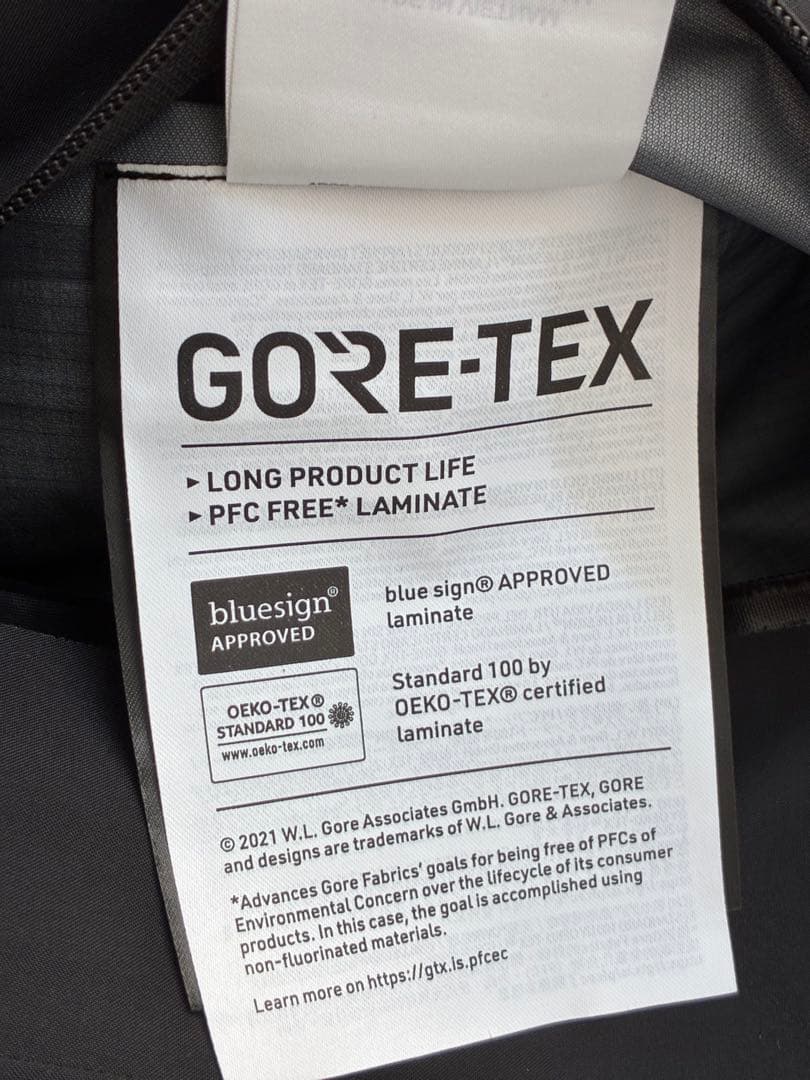 GORE-TEX
▸ LONG PRODUCT LIFE
▸ PFC FREE* LAMINATE
bluesign®
APPROVED
blue sign® APPROVED
laminate
OEKO-TEX®
STANDARD 100
www.oeko-tex.com
Standard 100 by
OEKO-TEX® certified
laminate
© 2021 W.L. Gore Associates GmbH. GORE-TEX, GORE
and designs are trademarks of W.L. Gore & Associates.
*Advances Gore Fabrics' goals for being free of PFCs of
Environmental Concern over the lifecycle of its consumer
products. In this case, the goal is accomplished using
non-fluorinated materials.
Learn more on https://gtx.is.pfcec